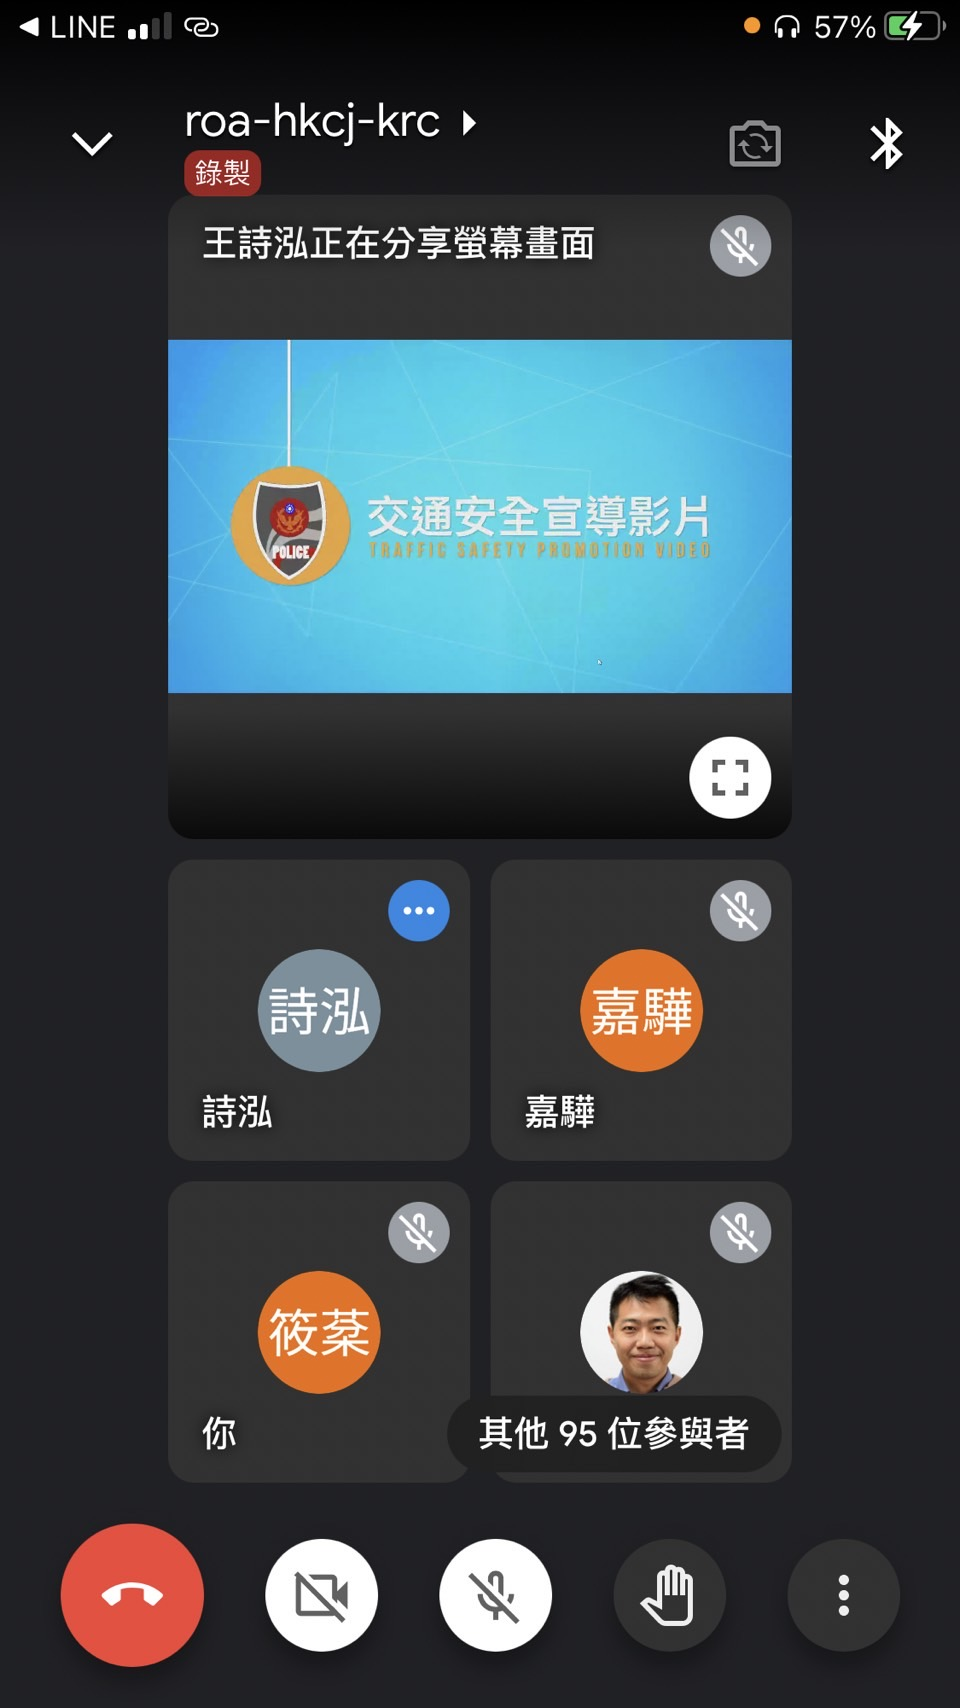 LINE
57%
roa-hkcj-krc
錄製
王詩泓正在分享螢幕畫面
POLICE
交通安全宣導影片
TRAFFIC SAFETY PROMOTION VIDEO
詩泓
嘉驊
詩泓
嘉驊
筱棻
你
其他 95 位參與者